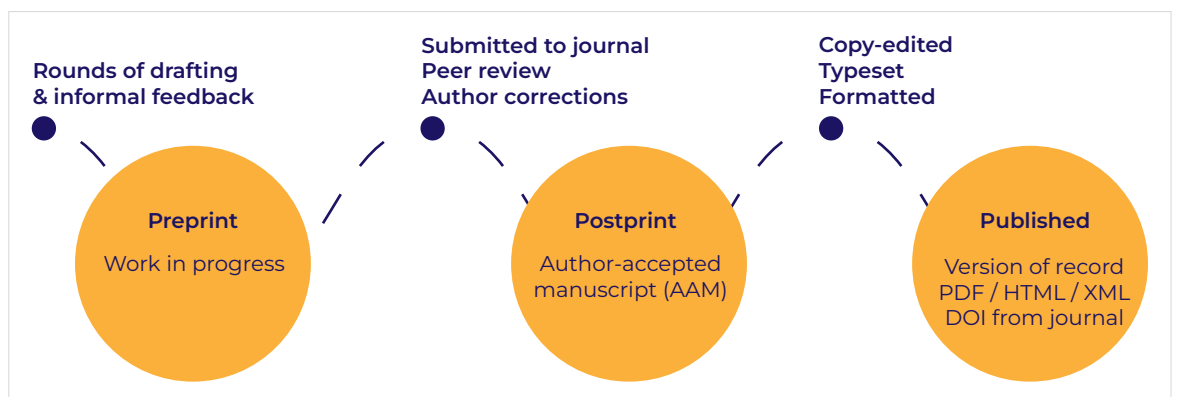 Rounds of drafting
& informal feedback
Preprint
Work in progress
Submitted to journal
Peer review
Author corrections
Postprint
Author-accepted
manuscript (AAM)
Copy-edited
Typeset
Formatted
Published
Version of record
PDF / HTML / XML
DOI from journal